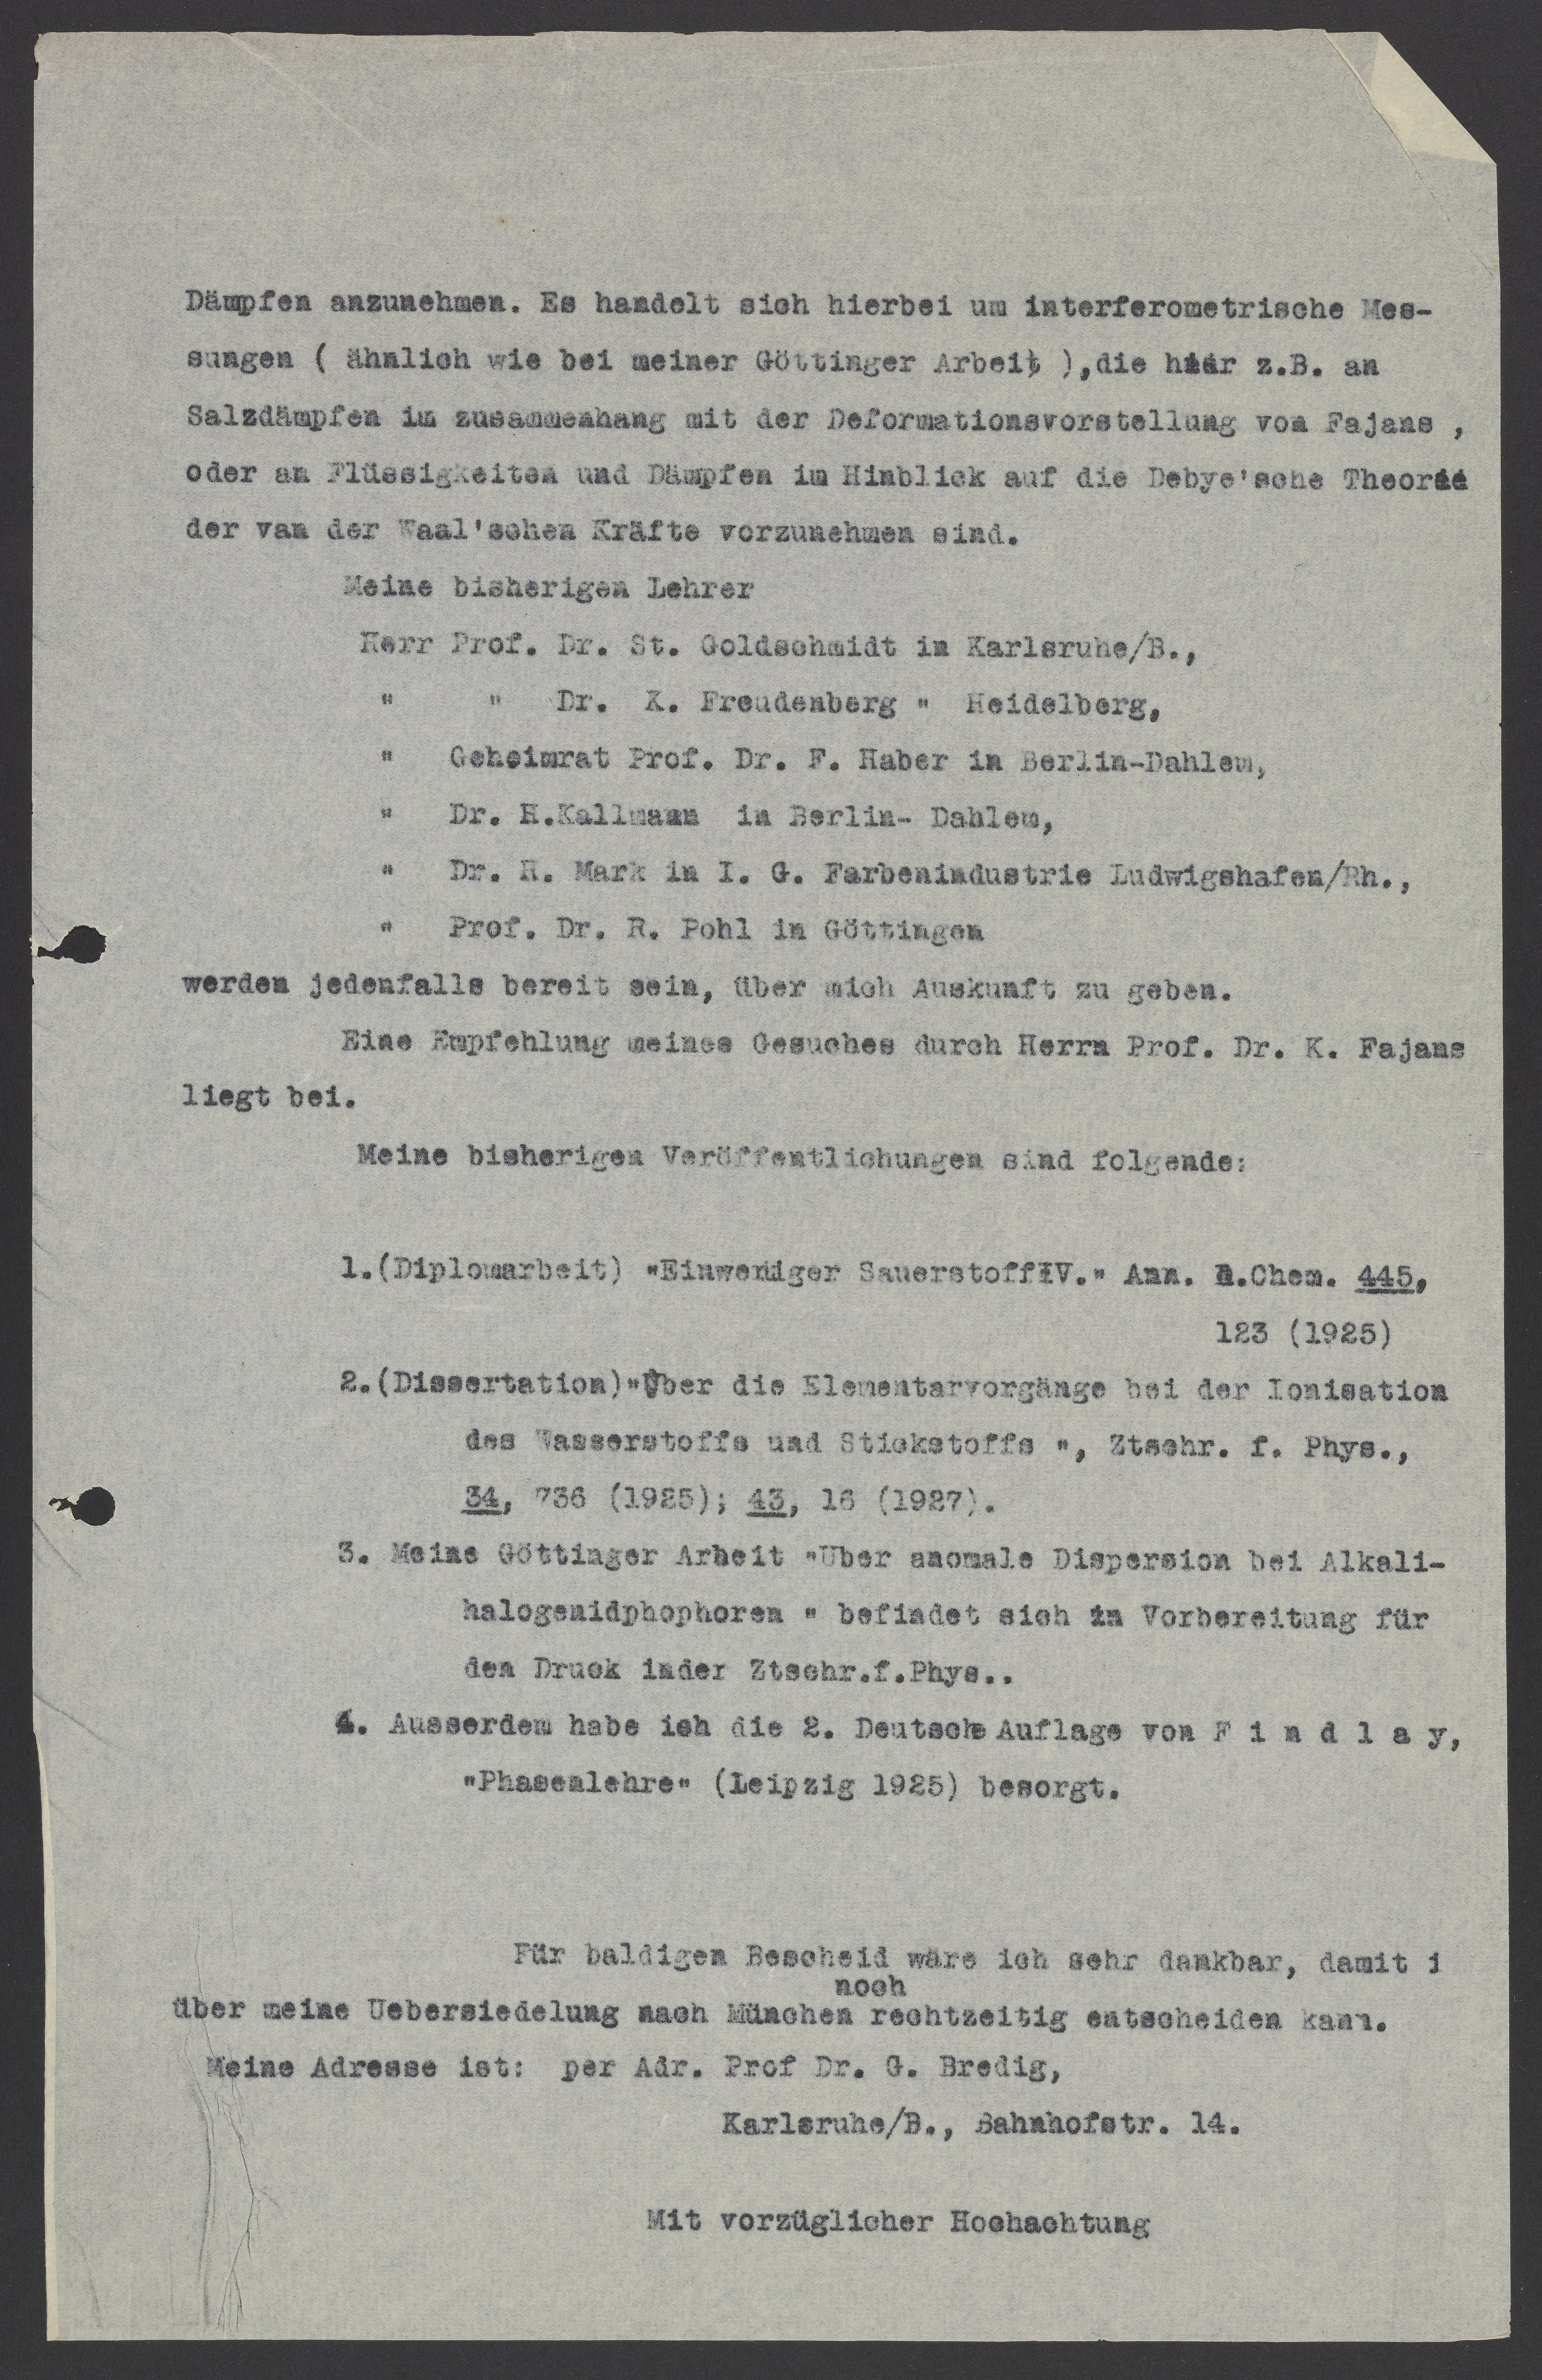 Dämpfen anzunehmen. Es handelt sich hierbei um interferometrische Mes-
sungen ( ähnlich wie bei meiner Göttinger Arbeit ),die hier z.B. an
Salzdämpfen im zusammenhang mit der Deformationsvorstellung von Fajans ,
oder an Flüssigkeiten und Dämpfen im Hinblick auf die Debye'sche Theorie
der van der Waal'schen Kräfte vorzunehmen sind.
Meine bisherigen Lehrer
Herr Prof. Dr. St. Goldschmidt in Karlsruhe/B.,
" " Dr. K. Freudenberg " Heidelberg,
" Geheimrat Prof. Dr. F. Haber in Berlin-Dahlem,
" Dr. H.Kallmann in Berlin- Dahlem,
" Dr. H. Mark in I. G. Farbenindustrie Ludwigshafen/Rh.,
" Prof. Dr. R. Pohl in Göttingen
werden jedenfalls bereit sein, über mich Auskunft zu geben.
Eine Empfehlung meines Gesuches durch Herrn Prof. Dr. K. Fajans
liegt bei.
Meine bisherigen Veröffentlichungen sind folgende:
1.(Diplomarbeit) "Einwertiger Sauerstoff IV." Ann. d.Chem. 445,
123 (1925)
2.(Dissertation)"Über die Elementarvorgänge bei der Ionisation
des Wasserstoffs und Stickstoffs ", Ztschr. f. Phys.,
34, 736 (1925); 43, 16 (1927).
3. Meine Göttinger Arbeit "Uber anomale Dispersion bei Alkali-
halogenidphophoren " befindet sich in Vorbereitung für
den Druck inder Ztschr.f.Phys..
4. Ausserdem habe ich die 2. Deutsche Auflage von F i n d l a y,
"Phasenlehre" (Leipzig 1925) besorgt.
Für baldigen Bescheid wäre ich sehr dankbar, damit i
noch
über meine Uebersiedelung nach München rechtzeitig entscheiden kann.
Meine Adresse ist: per Adr. Prof Dr. G. Bredig,
Karlsruhe/B., Bahnhofstr. 14.
Mit vorzüglicher Hochachtung